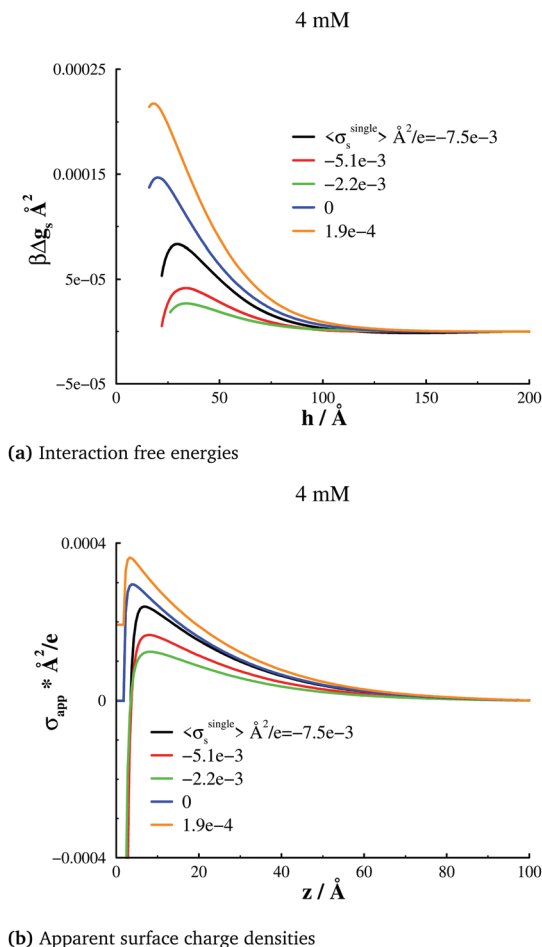 4 mM
0.00025
0.00015
5e−05
−5e−05
βΔg_s Å²
<σ_s^single> Å²/e=−7.5e−3
−5.1e−3
−2.2e−3
0
1.9e−4
0 50 100 150 200
h / Å
(a) Interaction free energies
4 mM
0.0004
0
−0.0004
σ_app * Å²/e
<σ_s^single> Å²/e=−7.5e−3
−5.1e−3
−2.2e−3
0
1.9e−4
0 20 40 60 80 100
z / Å
(b) Apparent surface charge densities